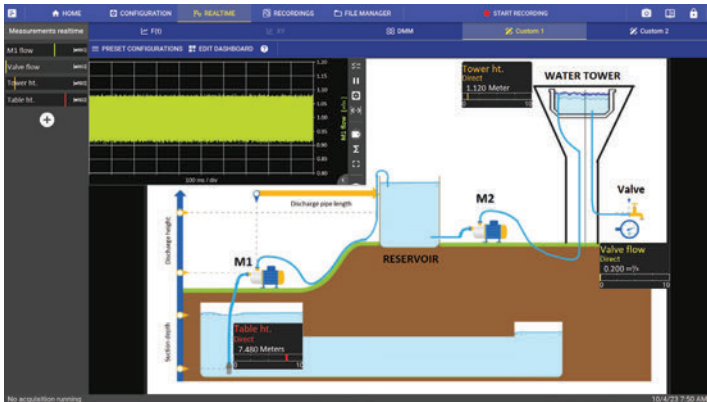 HOME
CONFIGURATION
REALTIME
RECORDINGS
FILE MANAGER
START RECORDING
Measurements realtime
F(t)
XY
DMM
Custom 1
Custom 2
M1 flow
Valve flow
Tower ht.
Table ht.
PRESET CONFIGURATIONS
EDIT DASHBOARD
1.20
1.15
1.10
1.05
1.00
0.95
0.90
0.85
0.80
M1 flow
100 ms / div
Tower ht.
Direct
1.120 Meter
0 10
WATER TOWER
Valve
Discharge pipe length
Discharge height
M2
M1
RESERVOIR
Valve flow
Direct
0.200 m³/s
0 10
Suction depth
Table ht.
Direct
7.480 Meters
0 10
No acquisition running
10/4/23 7:50 AM